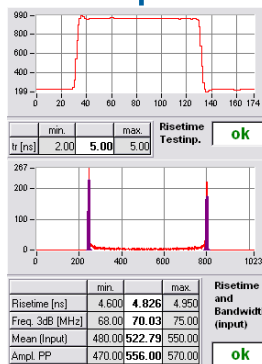 990
800
600
400
199
0 20 40 60 80 100 120 140 160 174
min. max.
tr [ns] 2.00 5.00 5.00
Risetime
Testinp.
ok
267
200
100
0
0 200 400 600 800 1023
min. max.
Risetime [ns] 4.600 4.826 4.950
Freq. 3dB [MHz] 68.00 70.03 75.00
Mean (Input) 480.00 522.79 550.00
Ampl. PP 470.00 556.00 570.00
Risetime
and
Bandwidt
(input)
ok